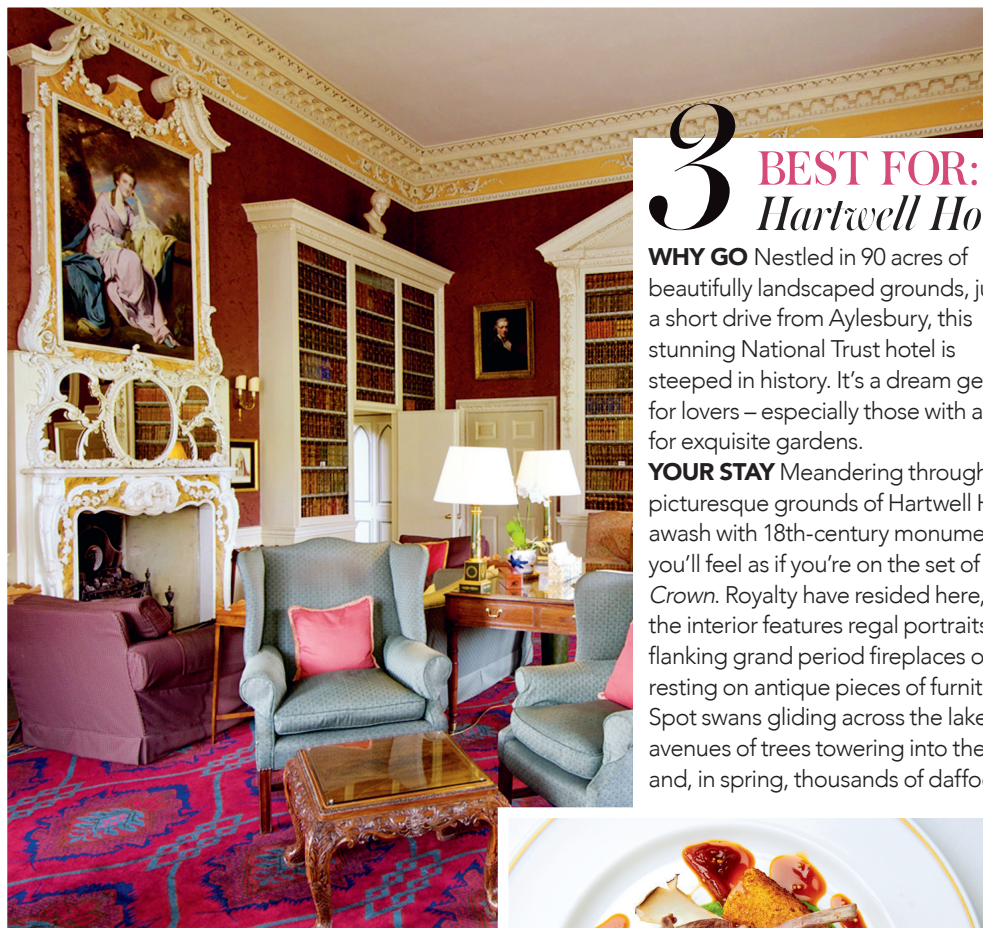 3
BEST FOR:
Hartwell Ho
WHY GO Nestled in 90 acres of
beautifully landscaped grounds, ju
a short drive from Aylesbury, this
stunning National Trust hotel is
steeped in history. It’s a dream ge
for lovers – especially those with a
for exquisite gardens.
YOUR STAY Meandering through
picturesque grounds of Hartwell H
awash with 18th-century monume
you’ll feel as if you’re on the set of
Crown. Royalty have resided here,
the interior features regal portraits
flanking grand period fireplaces o
resting on antique pieces of furnit
Spot swans gliding across the lake
avenues of trees towering into the
and, in spring, thousands of daffo